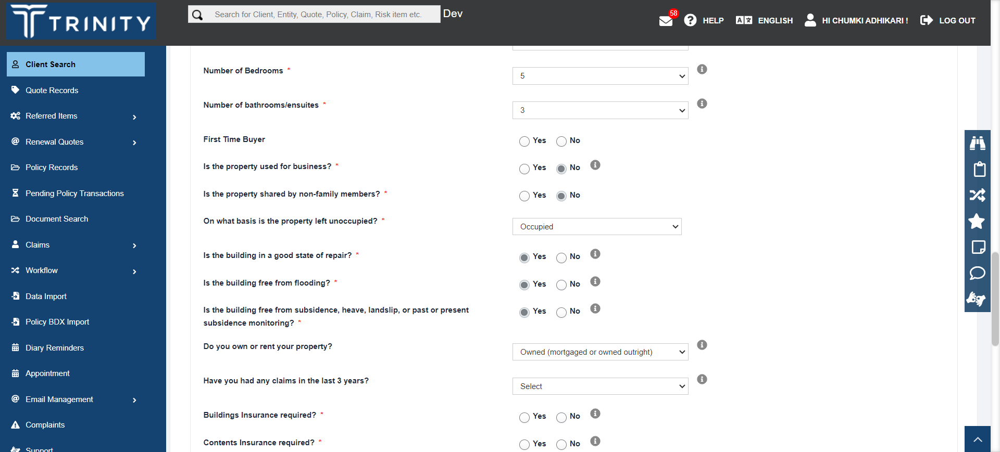 TRINITY
Search for Client, Entity, Quote, Policy, Claim, Risk item etc.
Dev
58
HELP
ENGLISH
HI CHUMKI ADHIKARI !
LOG OUT
Client Search
Quote Records
Referred Items
Renewal Quotes
Policy Records
Pending Policy Transactions
Document Search
Claims
Workflow
Data Import
Policy BDX Import
Diary Reminders
Appointment
Email Management
Complaints
Support
Number of Bedrooms *
5
Number of bathrooms/ensuites *
3
First Time Buyer
Yes No
Is the property used for business? *
Yes No
Is the property shared by non-family members? *
Yes No
On what basis is the property left unoccupied? *
Occupied
Is the building in a good state of repair? *
Yes No
Is the building free from flooding? *
Yes No
Is the building free from subsidence, heave, landslip, or past or present
subsidence monitoring? *
Yes No
Do you own or rent your property?
Owned (mortgaged or owned outright)
Have you had any claims in the last 3 years?
Select
Buildings Insurance required? *
Yes No
Contents Insurance required? *
Yes No